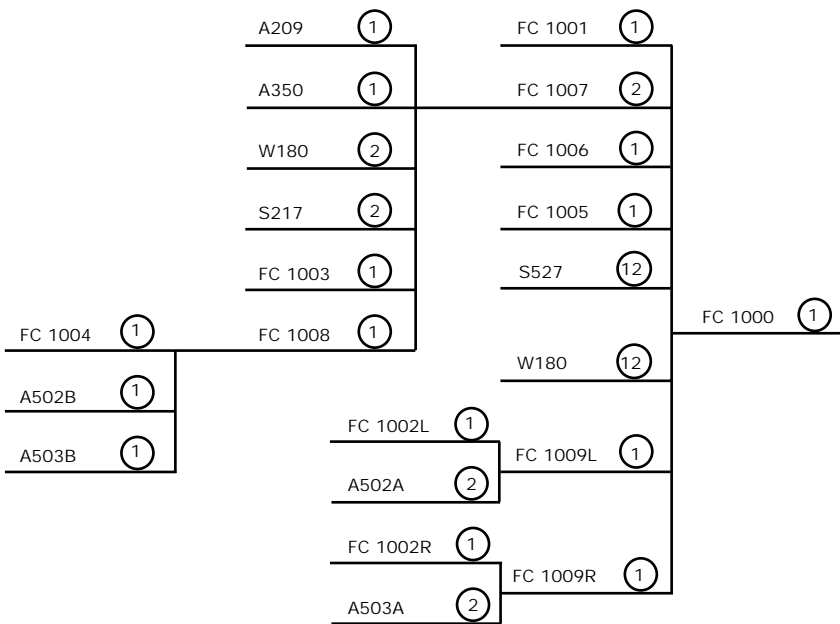 A209 1
FC 1001 1
A350 1
FC 1007 2
W180 2
FC 1006 1
S217 2
FC 1005 1
FC 1003 1
S527 12
FC 1000 1
FC 1004 1
FC 1008 1
W180 12
A502B 1
FC 1002L 1
A503B 1
FC 1009L 1
A502A 2
FC 1002R 1
FC 1009R 1
A503A 2